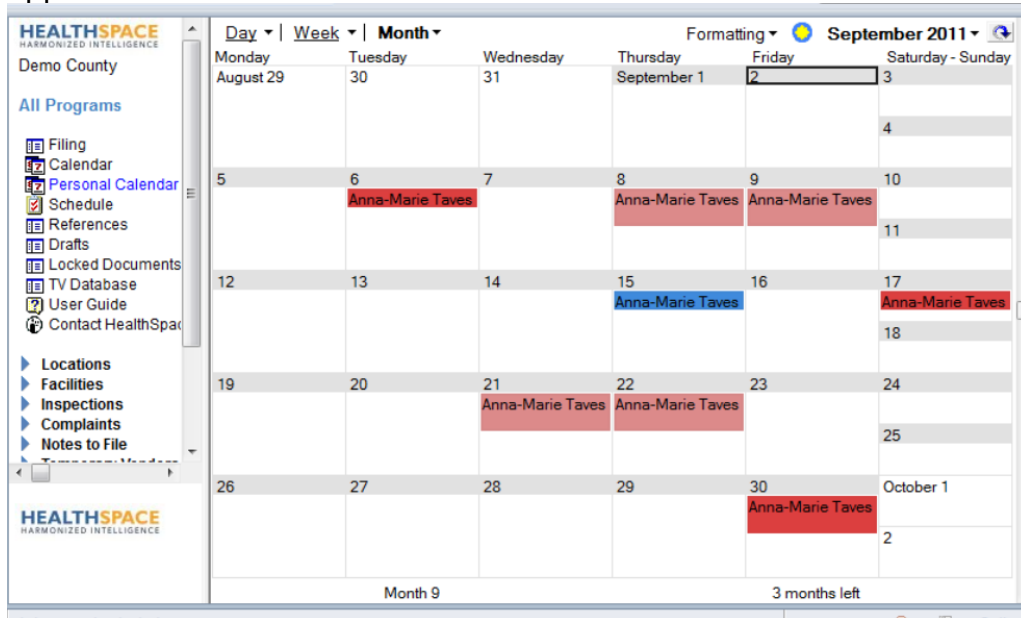 HEALTHSPACE
HARMONIZED INTELLIGENCE
Demo County
All Programs
Filing
Calendar
Personal Calendar
Schedule
References
Drafts
Locked Documents
TV Database
User Guide
Contact HealthSpac
Locations
Facilities
Inspections
Complaints
Notes to File
HEALTHSPACE
HARMONIZED INTELLIGENCE
Day Week Month Formatting September 2011
Monday Tuesday Wednesday Thursday Friday Saturday - Sunday
August 29 30 31 September 1 2 3
4
5 6 7 8 9 10
Anna-Marie Taves Anna-Marie Taves Anna-Marie Taves
11
12 13 14 15 16 17
Anna-Marie Taves Anna-Marie Taves
18
19 20 21 22 23 24
Anna-Marie Taves Anna-Marie Taves
25
26 27 28 29 30 October 1
Anna-Marie Taves
2
Month 9 3 months left